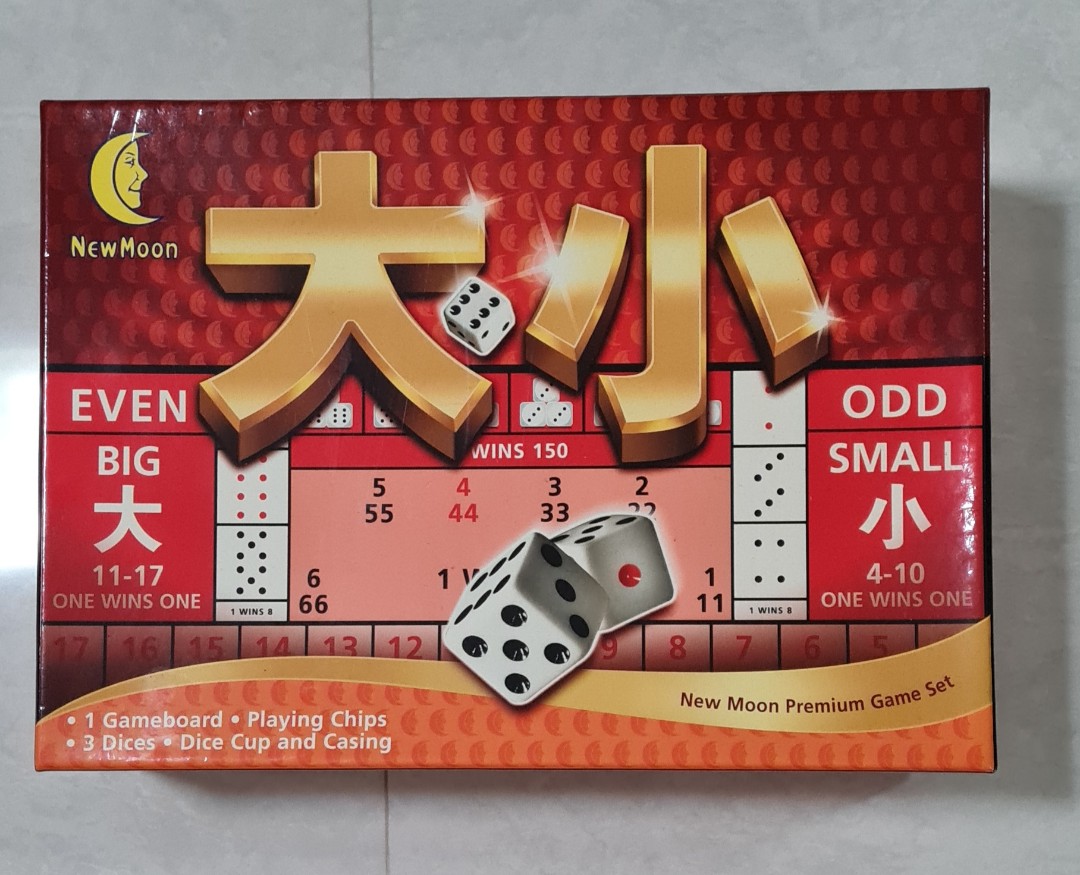 NewMoon
大小
EVEN
ODD
WINS 150
BIG
大
11-17
ONE WINS ONE
SMALL
小
4-10
ONE WINS ONE
5 4 3 2
55 44 33 22
6 1
66 11
1 WINS 8
1 WINS 8
17 16 15 14 13 12 9 8 7 6 5
New Moon Premium Game Set
• 1 Gameboard • Playing Chips
• 3 Dices • Dice Cup and Casing